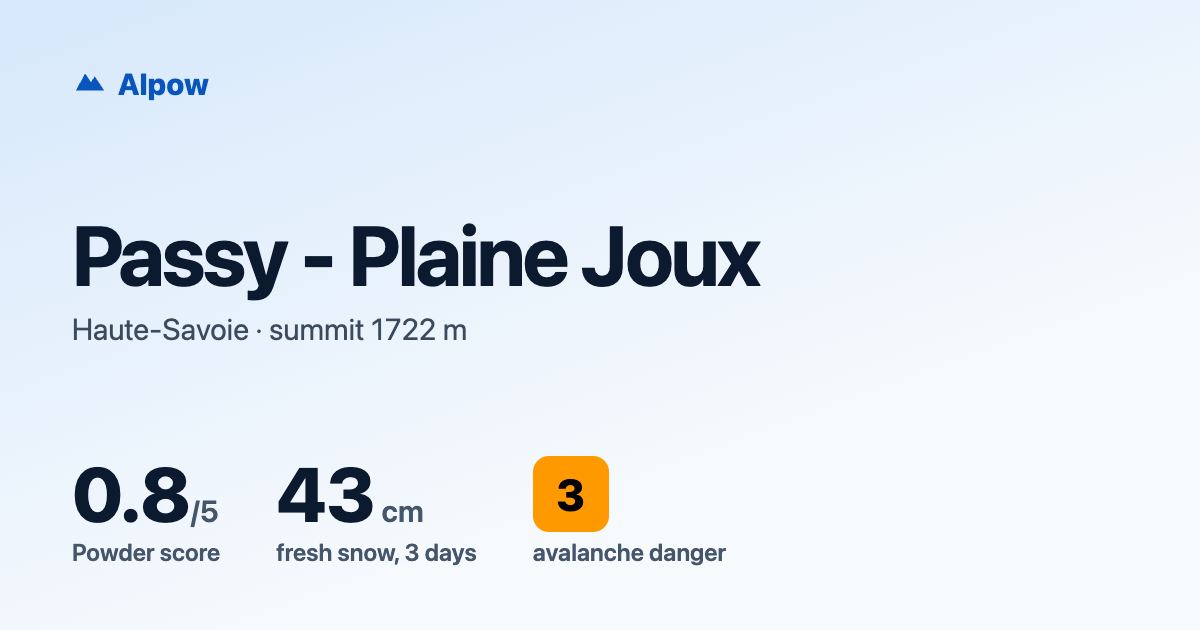 Alpow
Passy - Plaine Joux
Haute-Savoie · summit 1722 m
0.8/5
Powder score
43 cm
fresh snow, 3 days
3
avalanche danger